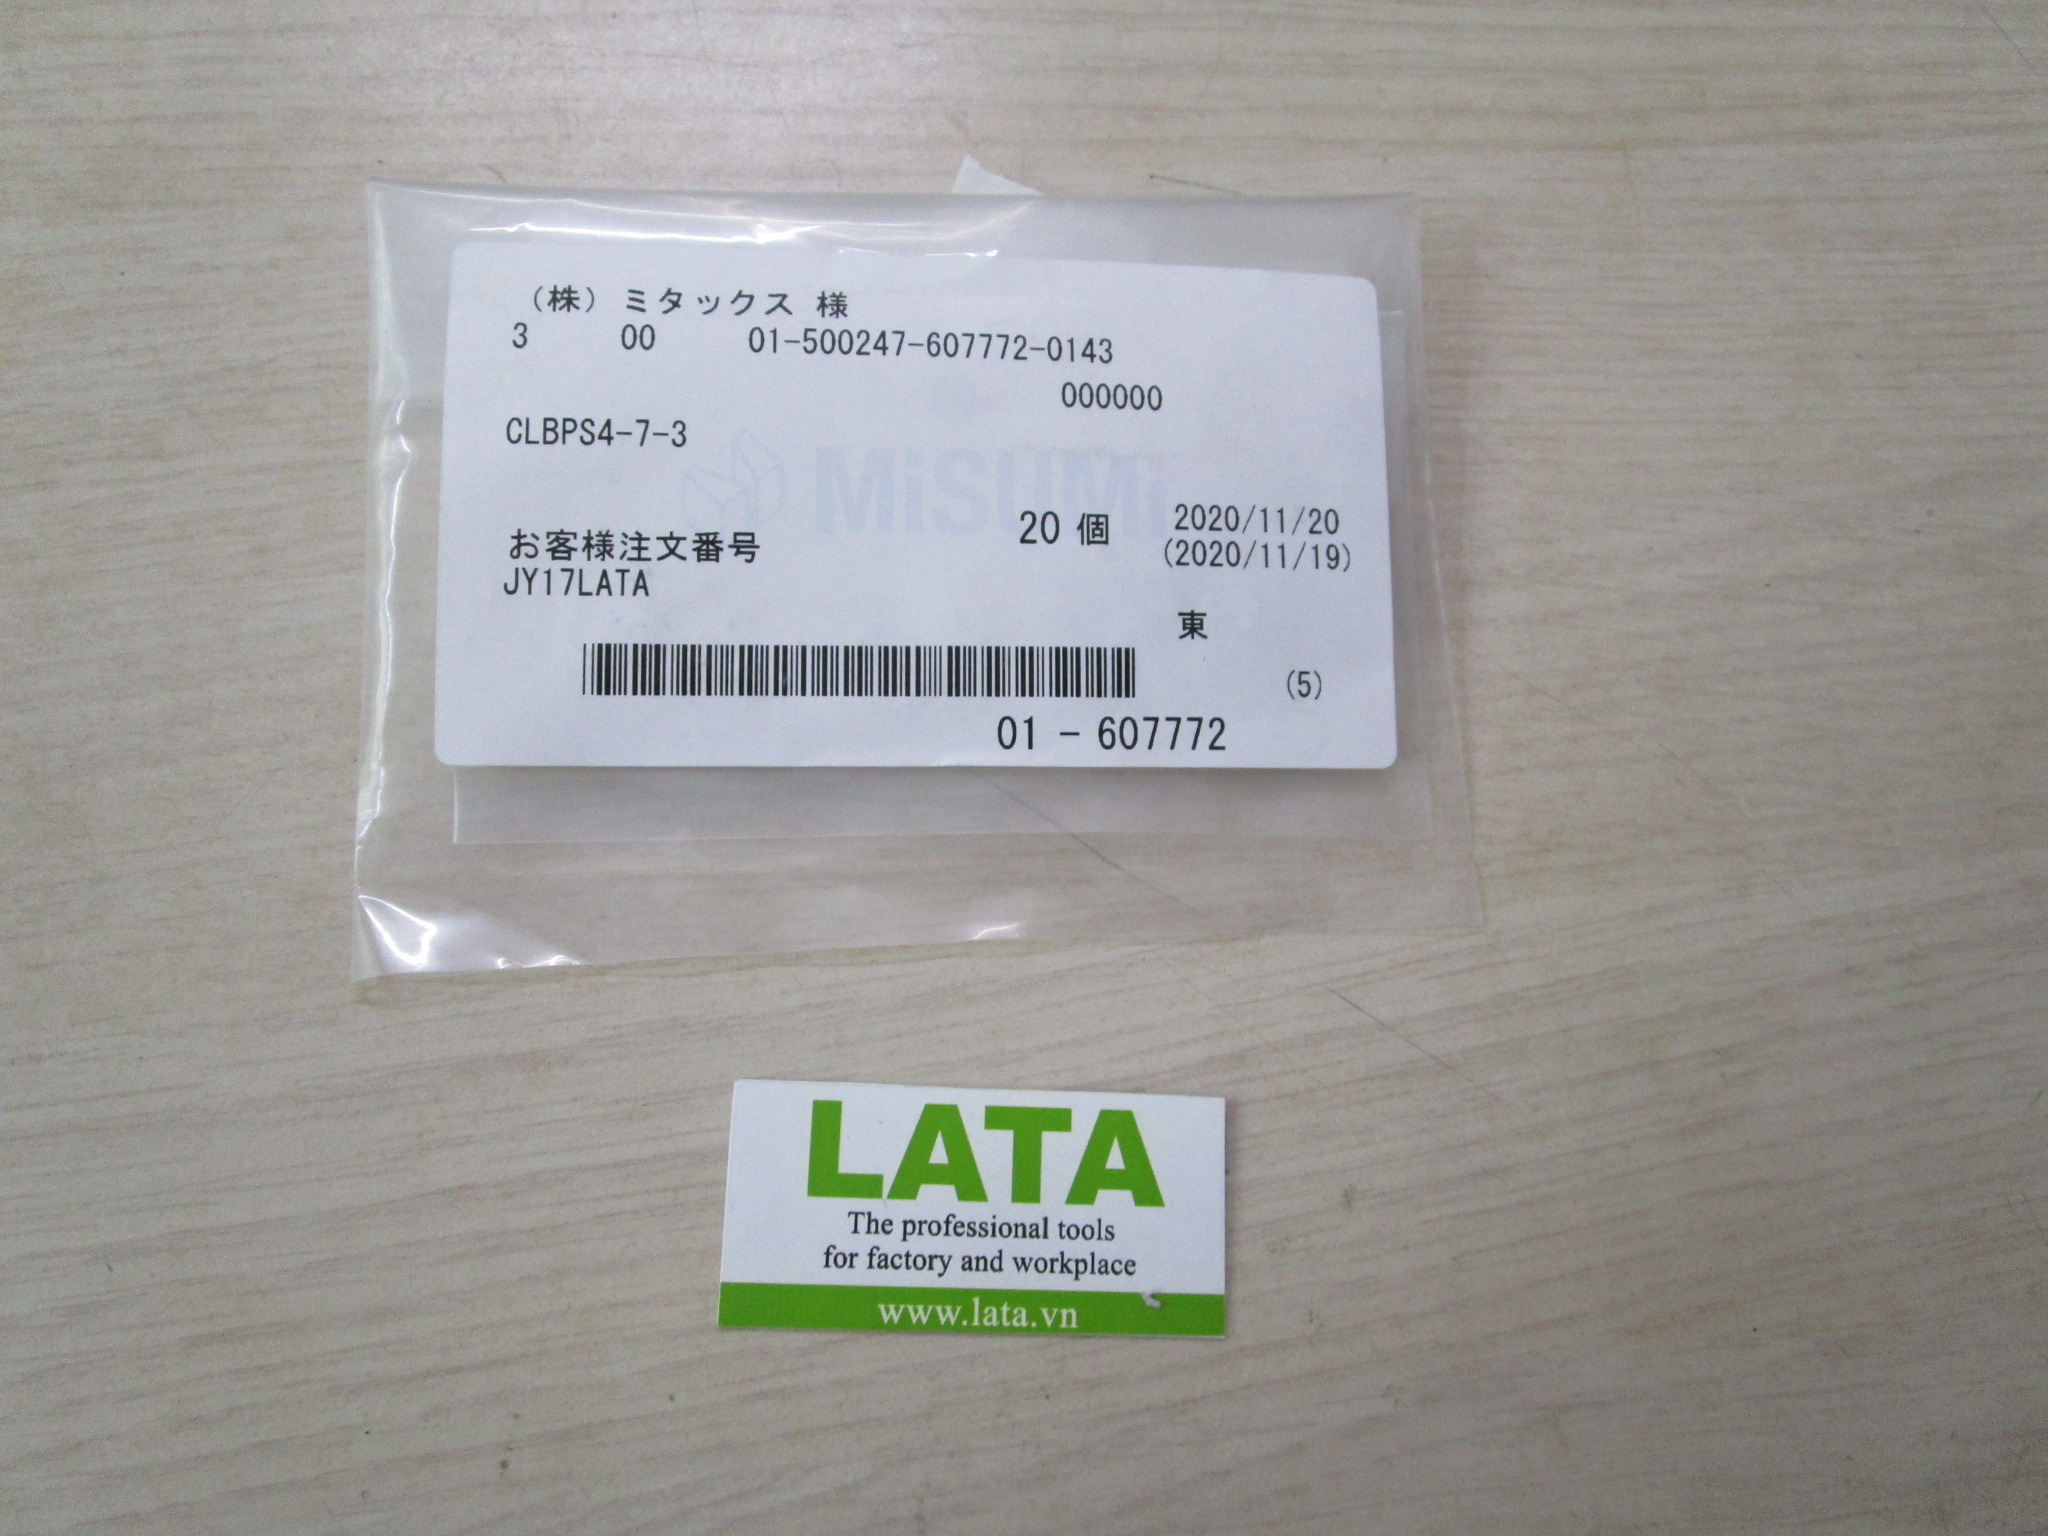 （株） ミタックス 様
3 00 01-500247-607772-0143
000000
CLBPS4-7-3
MiSUMi
20 個 2020/11/20
(2020/11/19)
お客様注文番号
JY17LATA
東
(5)
01 - 607772
LATA
The professional tools
for factory and workplace
www.lata.vn